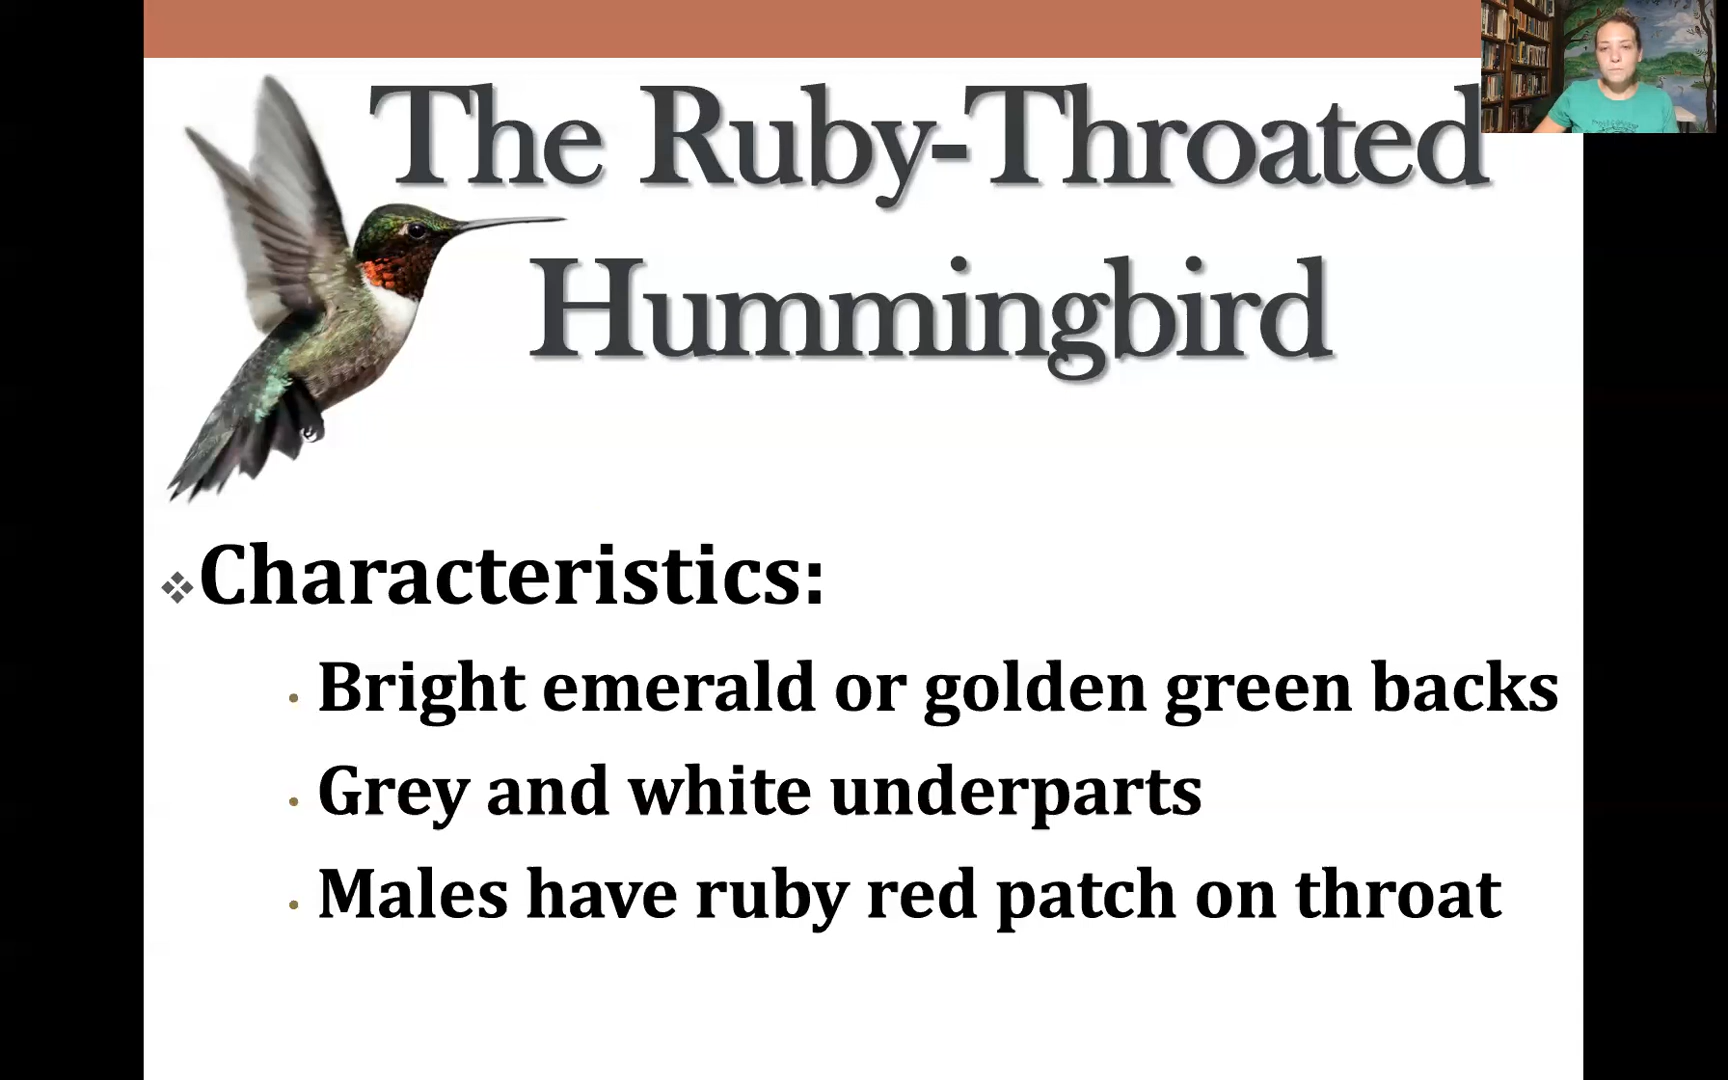 The Ruby-Throated
Hummingbird
Characteristics:
Bright emerald or golden green backs
Grey and white underparts
Males have ruby red patch on throat